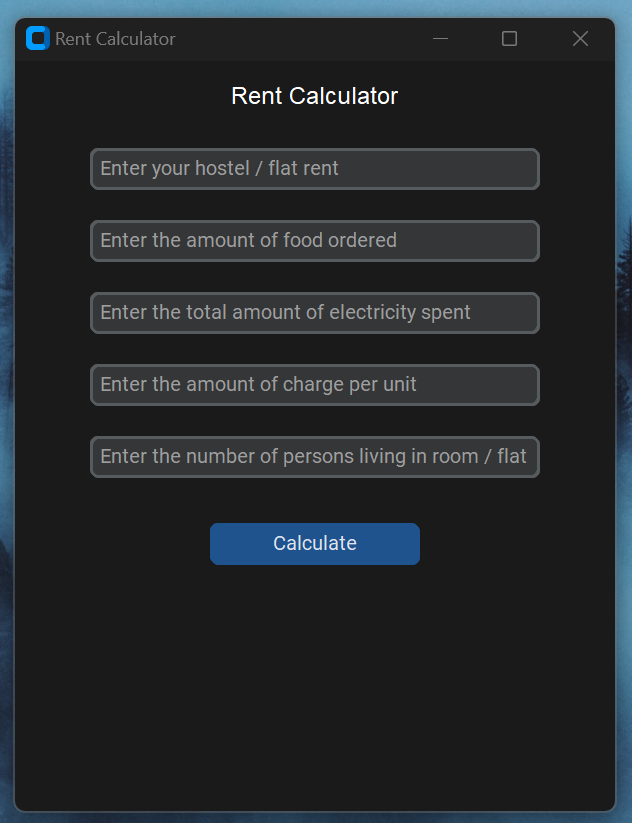 Rent Calculator
Rent Calculator
Enter your hostel / flat rent
Enter the amount of food ordered
Enter the total amount of electricity spent
Enter the amount of charge per unit
Enter the number of persons living in room / flat
Calculate